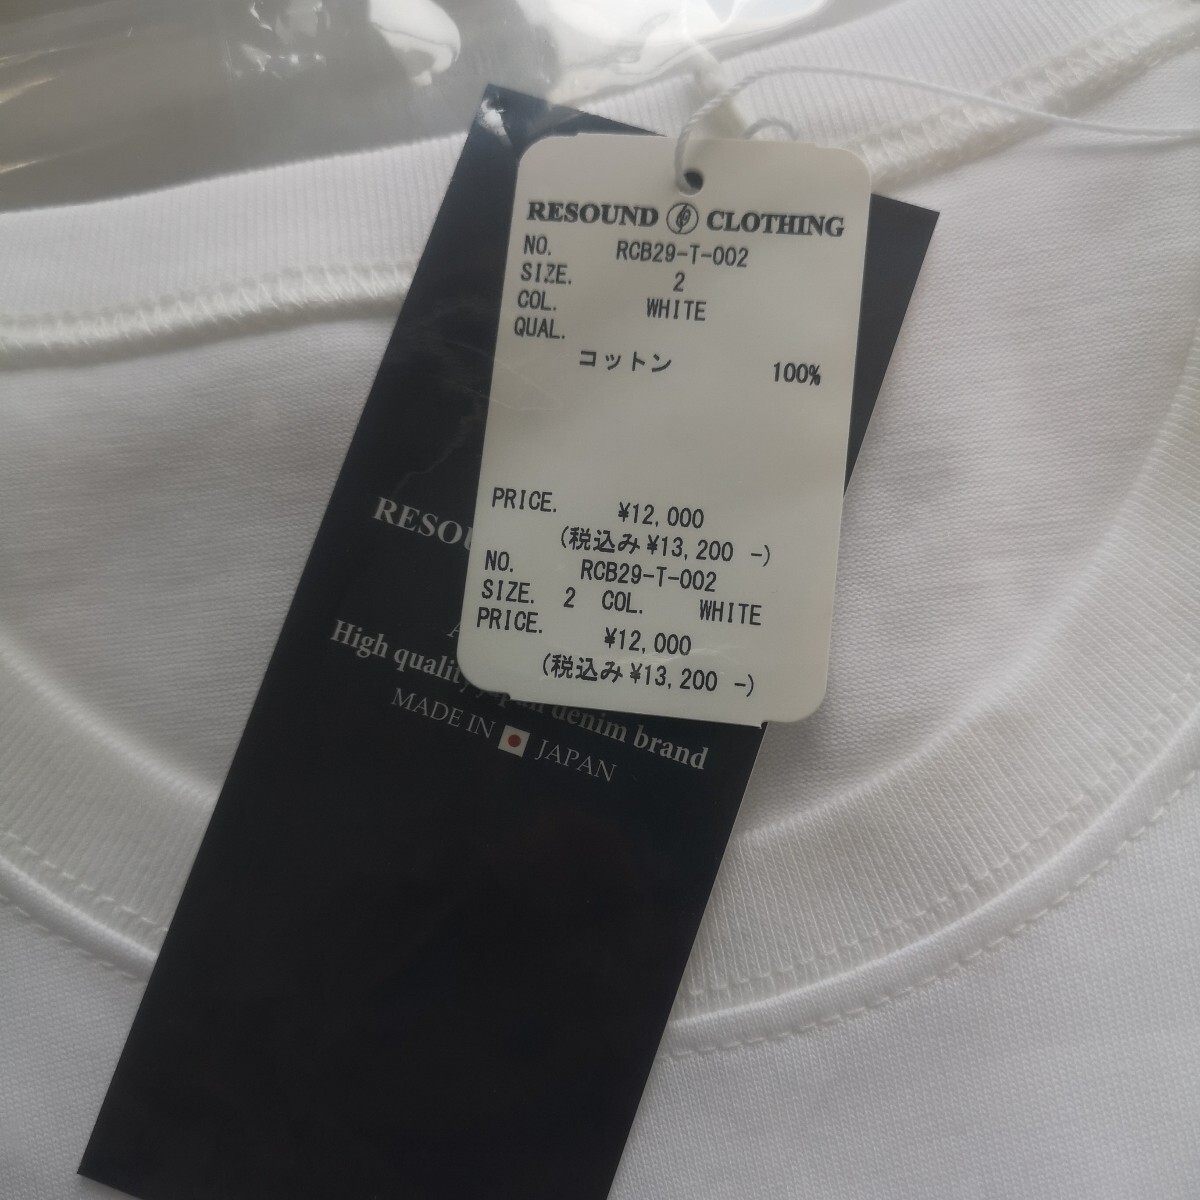 RESOUND CLOTHING
NO. RCB29-T-002
SIZE. 2
COL. WHITE
QUAL.
コットン 100%
PRICE. ¥12,000
(税込み¥13,200 -)
NO. RCB29-T-002
SIZE. 2 COL. WHITE
PRICE. ¥12,000
(税込み¥13,200 -)
High quality denim brand
MADE IN JAPAN